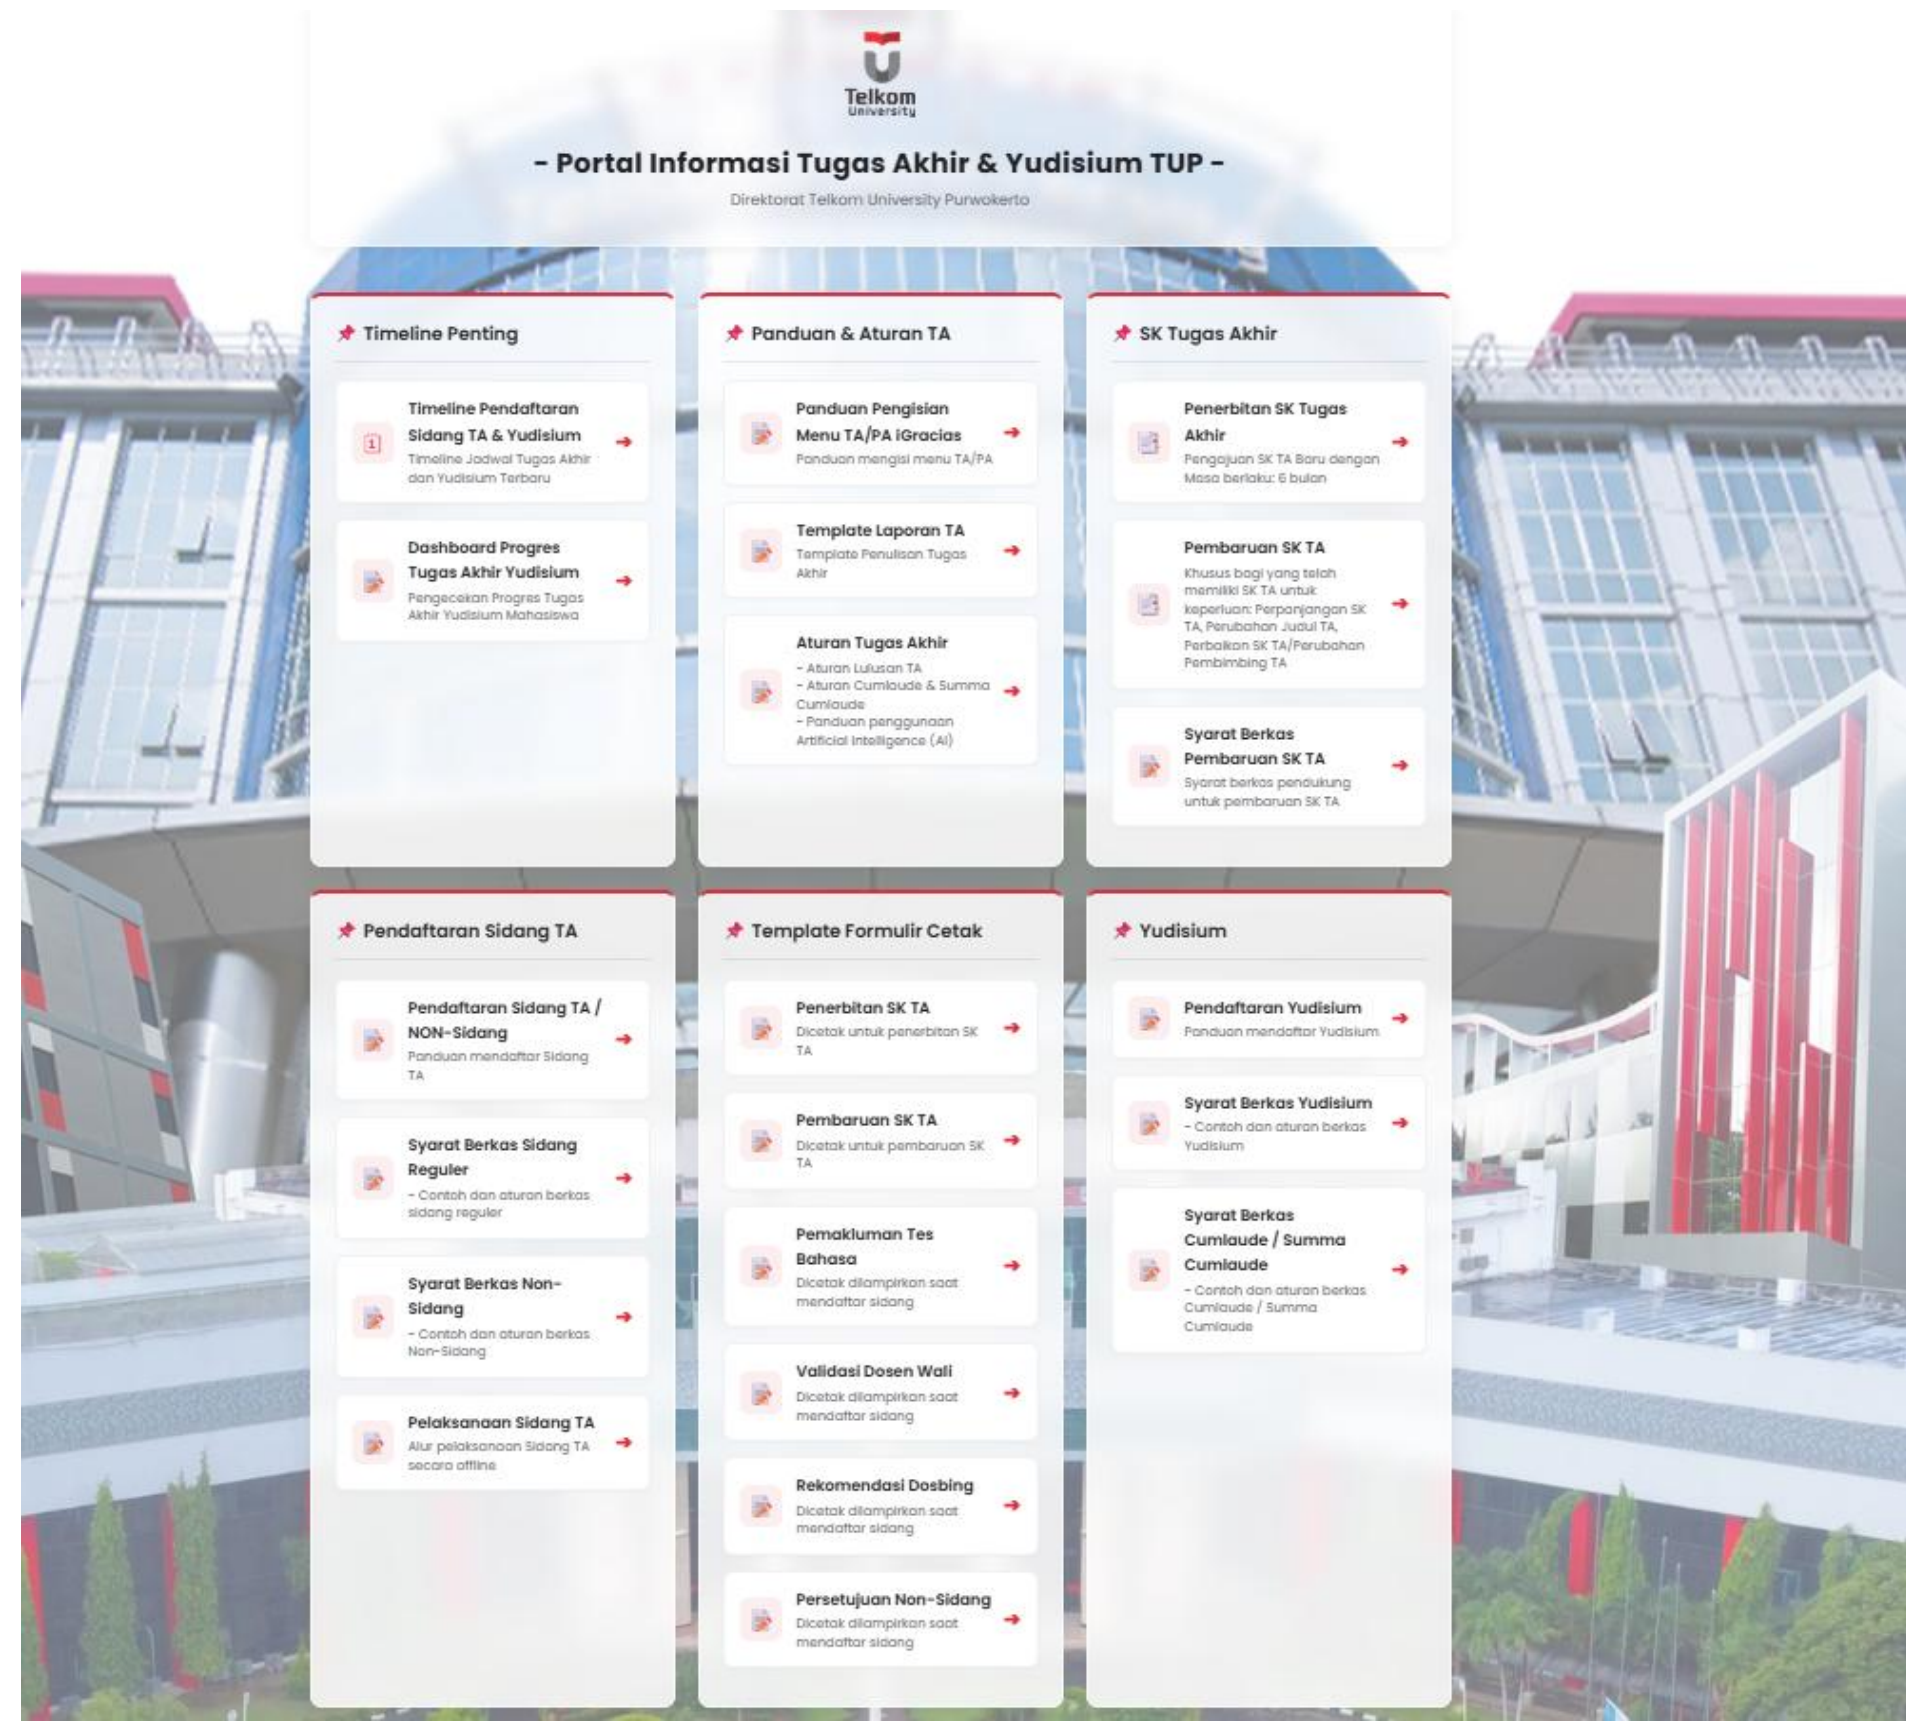 Telkom
University
- Portal Informasi Tugas Akhir & Yudisium TUP -
Direktorat Telkom University Purwokerto
Timeline Penting
Timeline Pendaftaran
Sidang TA & Yudisium
Timeline Jadwal Tugas Akhir
dan Yudisium Terbaru
Dashboard Progres
Tugas Akhir Yudisium
Pengecekan Progres Tugas
Akhir Yudisium Mahasiswa
Panduan & Aturan TA
Panduan Pengisian
Menu TA/PA iGracias
Panduan mengisi menu TA/PA
Template Laporan TA
Template Penulisan Tugas
Akhir
Aturan Tugas Akhir
- Aturan Lulusan TA
- Aturan Cumlaude & Summa
Cumlaude
- Panduan penggunaan
Artificial Intelligence (AI)
SK Tugas Akhir
Penerbitan SK Tugas
Akhir
Pengajuan SK TA Baru dengan
Masa berlaku: 6 bulan
Pembaruan SK TA
Khusus bagi yang telah
memiliki SK TA untuk
keperluan: Perpanjangan SK
TA, Perubahan Judul TA,
Perbaikan SK TA/Perubahan
Pembimbing TA
Syarat Berkas
Pembaruan SK TA
Syarat berkas pendukung
untuk pembaruan SK TA
Pendaftaran Sidang TA
Pendaftaran Sidang TA /
NON-Sidang
Panduan mendaftar Sidang
TA
Syarat Berkas Sidang
Reguler
- Contoh dan aturan berkas
sidang reguler
Syarat Berkas Non-
Sidang
- Contoh dan aturan berkas
Non-Sidang
Pelaksanaan Sidang TA
Alur pelaksanaan Sidang TA
secara offline
Template Formulir Cetak
Penerbitan SK TA
Dicetak untuk penerbitan SK
TA
Pembaruan SK TA
Dicetak untuk pembaruan SK
TA
Pemakluman Tes
Bahasa
Dicetak dilampirkan saat
mendaftar sidang
Validasi Dosen Wali
Dicetak dilampirkan saat
mendaftar sidang
Rekomendasi Dosbing
Dicetak dilampirkan saat
mendaftar sidang
Persetujuan Non-Sidang
Dicetak dilampirkan saat
mendaftar sidang
Yudisium
Pendaftaran Yudisium
Panduan mendaftar Yudisium
Syarat Berkas Yudisium
- Contoh dan aturan berkas
Yudisium
Syarat Berkas
Cumlaude / Summa
Cumlaude
- Contoh dan aturan berkas
Cumlaude / Summa
Cumlaude